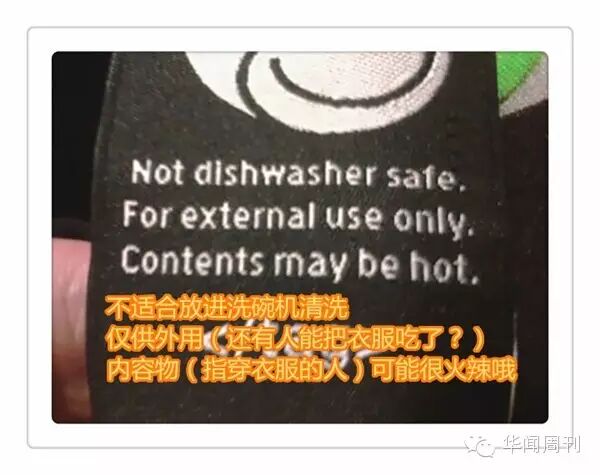 Not dishwasher safe.
For external use only.
Contents may be hot.
不适合放进洗碗机清洗
仅供外用（还有人能把衣服吃了？）
内容物（指穿衣服的人）可能很火辣哦
华闻周刊